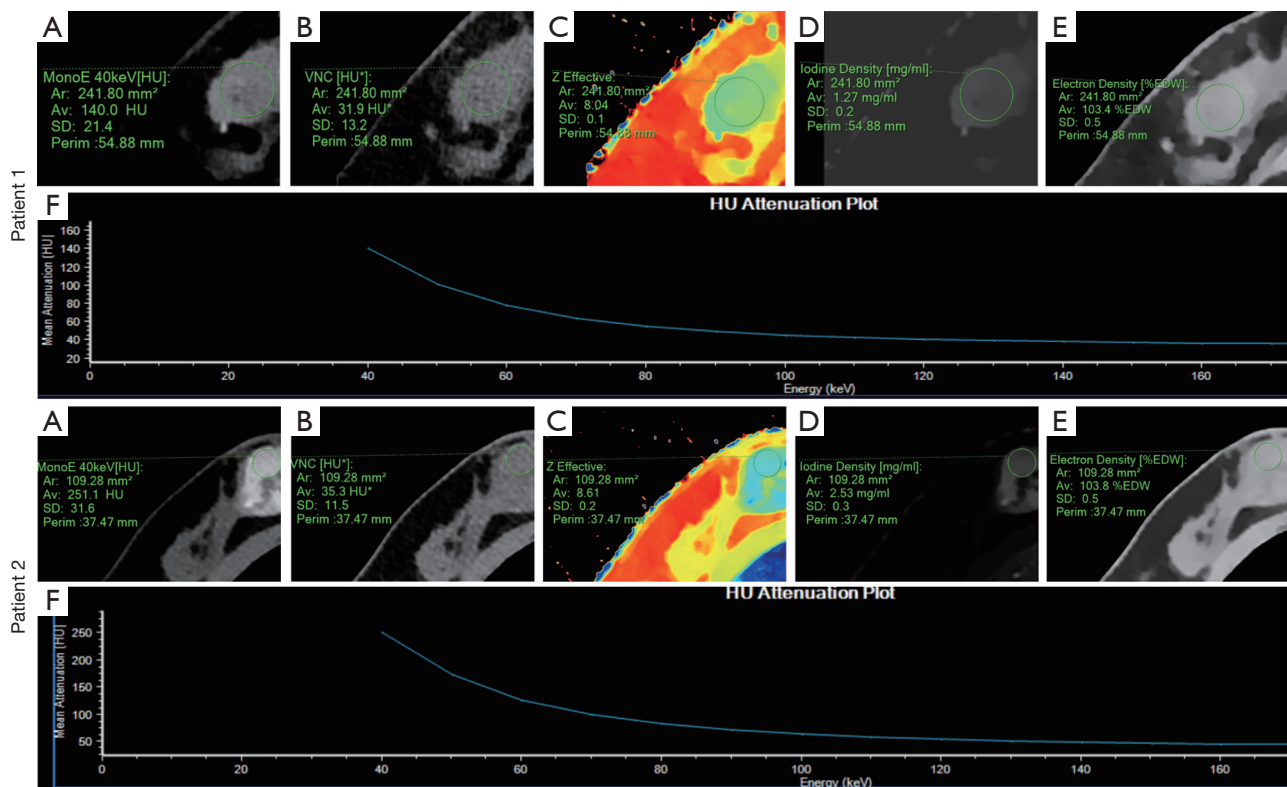 Patient 1
A
MonoE 40keV[HU]:
Ar: 241.80 mm²
Av: 140.0 HU
SD: 21.4
Perim :54.88 mm
B
VNC [HU*]:
Ar: 241.80 mm²
Av: 31.9 HU*
SD: 13.2
Perim :54.88 mm
C
Z Effective:
Ar: 241.80 mm²
Av: 8.04
SD: 0.1
Perim :54.88 mm
D
Iodine Density [mg/ml]:
Ar: 241.80 mm²
Av: 1.27 mg/ml
SD: 0.2
Perim :54.88 mm
E
Electron Density [%EDW]:
Ar: 241.80 mm²
Av: 103.4 %EDW
SD: 0.5
Perim :54.88 mm
F
HU Attenuation Plot
Mean Attenuation [HU]
160
140
120
100
80
60
40
20
0 20 40 60 80 100 120 140 160
Energy (keV)
Patient 2
A
MonoE 40keV[HU]:
Ar: 109.28 mm²
Av: 251.1 HU
SD: 31.6
Perim :37.47 mm
B
VNC [HU*]:
Ar: 109.28 mm²
Av: 35.3 HU*
SD: 11.5
Perim :37.47 mm
C
Z Effective:
Ar: 109.28 mm²
Av: 8.61
SD: 0.2
Perim :37.47 mm
D
Iodine Density [mg/ml]:
Ar: 109.28 mm²
Av: 2.53 mg/ml
SD: 0.3
Perim :37.47 mm
E
Electron Density [%EDW]:
Ar: 109.28 mm²
Av: 103.8 %EDW
SD: 0.5
Perim :37.47 mm
F
HU Attenuation Plot
Mean Attenuation [HU]
250
200
150
100
50
0 20 40 60 80 100 120 140 160
Energy (keV)